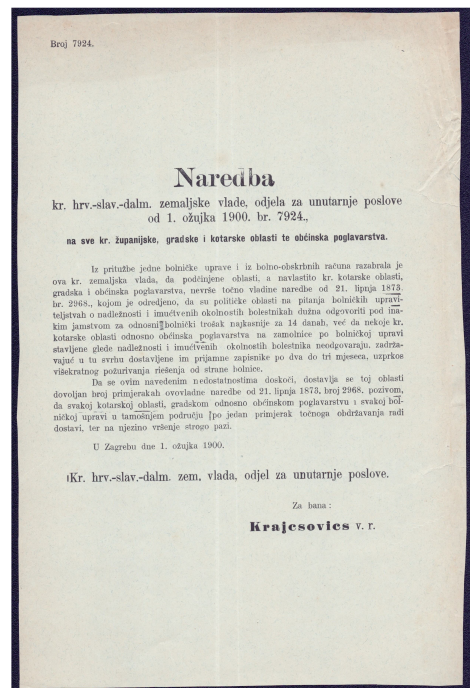 Broj 7924.
Naredba
kr. hrv.-slav.-dalm. zemaljske vlade, odjela za unutarnje poslove
od 1. ožujka 1900. br. 7924.,
na sve kr. županijske, gradske i kotarske oblasti te občinska poglavarstva.
Iz pritužbe jedne bolničke uprave i iz bolno-obskrbnih računa razabrala je
ova kr. zemaljska vlada, da podčinjene oblasti, a navlastito kr. kotarske oblasti,
gradska i občinska poglavarstva, nevrše točno vladine naredbe od 21. lipnja 1873.
br. 2968., kojom je odredjeno, da su političke oblasti na pitanja bolničkih upravi-
teljstvah o nadležnosti i imućtvenih okolnostih bolestnikah dužna odgovoriti pod ina-
kim jamstvom za odnosni bolnički trošak najkasnije za 14 danah, već da nekoje kr.
kotarske oblasti odnosno občinska poglavarstva na zamolnice po bolničkoj upravi
stavljene glede nadležnosti i imućtvenih okolnostih bolestnika neodgovaraju, zadrža-
vajuć u tu svrhu dostavljene im prijamne zapisnike po dva do tri mjeseca, uzprkos
višekratnog požurivanja riešenja od strane bolnice.
Da se ovim navedenim nedostatnostima doskoči, dostavlja se toj oblasti
dovoljan broj primjerakah ovovladne naredbe od 21. lipnja 1873, broj 2968. pozivom,
da svakoj kotarskoj oblasti, gradskom odnosno občinskom poglavarstvu i svakoj bol-
ničkoj upravi u tamošnjem području po jedan primjerak točnoga obdržavanja radi
dostavi, ter na njezino vršenje strogo pazi.
U Zagrebu dne 1. ožujka 1900.
Kr. hrv.-slav.-dalm. zem, vlada, odjel za unutarnje poslove.
Za bana:
Krajcsovics v. r.